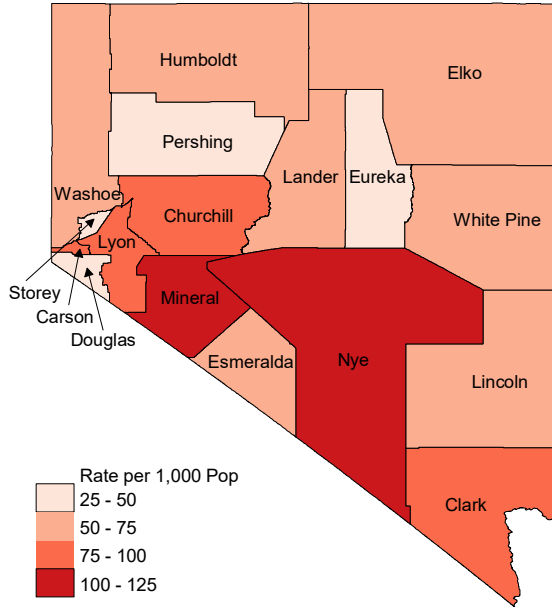 Humboldt
Elko
Pershing
Lander
Eureka
Washoe
Churchill
White Pine
Lyon
Storey
Mineral
Carson
Douglas
Esmeralda
Nye
Lincoln
Rate per 1,000 Pop
25 - 50
50 - 75
75 - 100
100 - 125
Clark